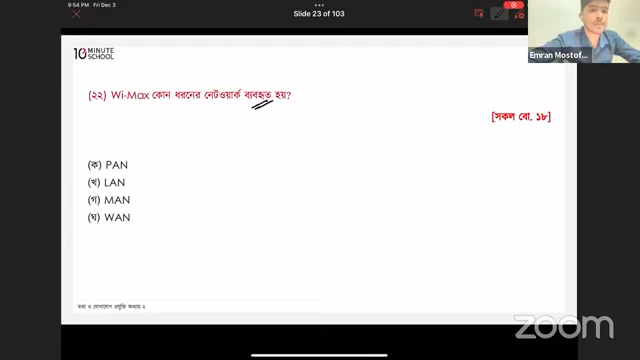 9:54 PM Fri Dec 3
Slide 23 of 103
Emran Mostof...
10 MINUTE SCHOOL
(২২) Wi-Max কোন ধরনের নেটওয়ার্ক ব্যবহৃত হয়?
[সকল বো. ১৮]
(ক) PAN
(খ) LAN
(গ) MAN
(ঘ) WAN
তথ্য ও যোগাযোগ প্রযুক্তি অধ্যায় ২
zoom